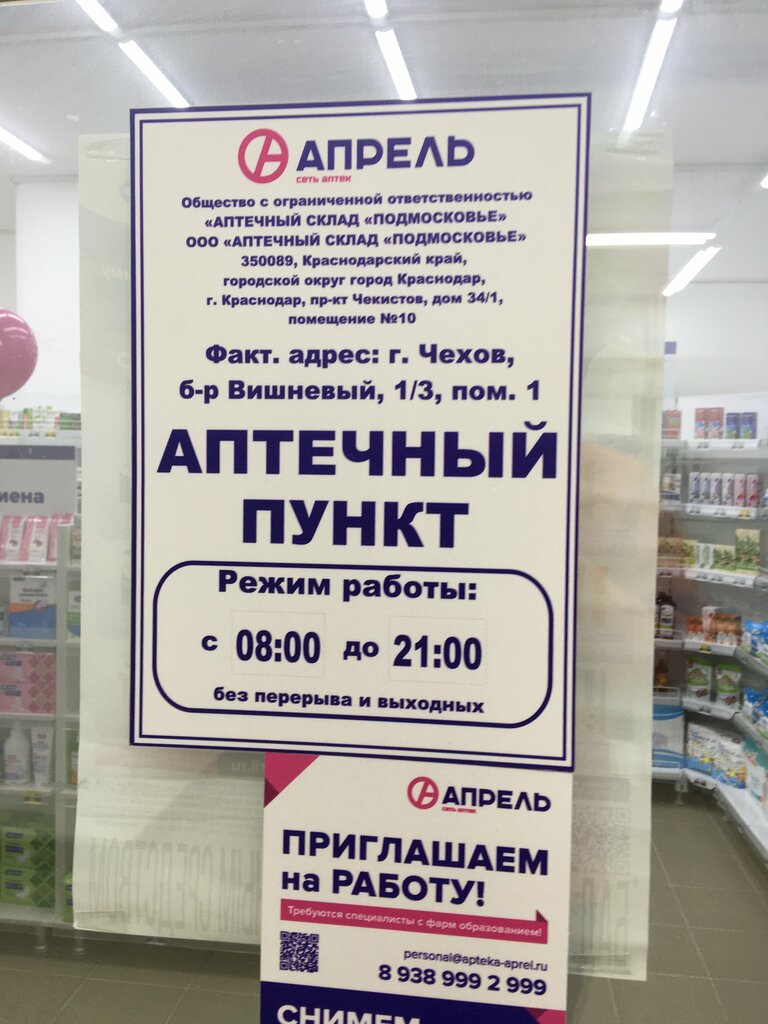 АПРЕЛЬ
сеть аптек
Общество с ограниченной ответственностью
«АПТЕЧНЫЙ СКЛАД «ПОДМОСКОВЬЕ»
ООО «АПТЕЧНЫЙ СКЛАД «ПОДМОСКОВЬЕ»
350089, Краснодарский край,
городской округ город Краснодар,
г. Краснодар, пр-кт Чекистов, дом 34/1,
помещение №10
Факт. адрес: г. Чехов,
б-р Вишневый, 1/3, пом. 1
АПТЕЧНЫЙ
ПУНКТ
Режим работы:
с 08:00 до 21:00
без перерыва и выходных
АПРЕЛЬ
сеть аптек
ПРИГЛАШАЕМ
на РАБОТУ!
Требуются специалисты с фарм образованием!
personal@apteka-aprel.ru
8 938 999 2 999
СНИМЕМ